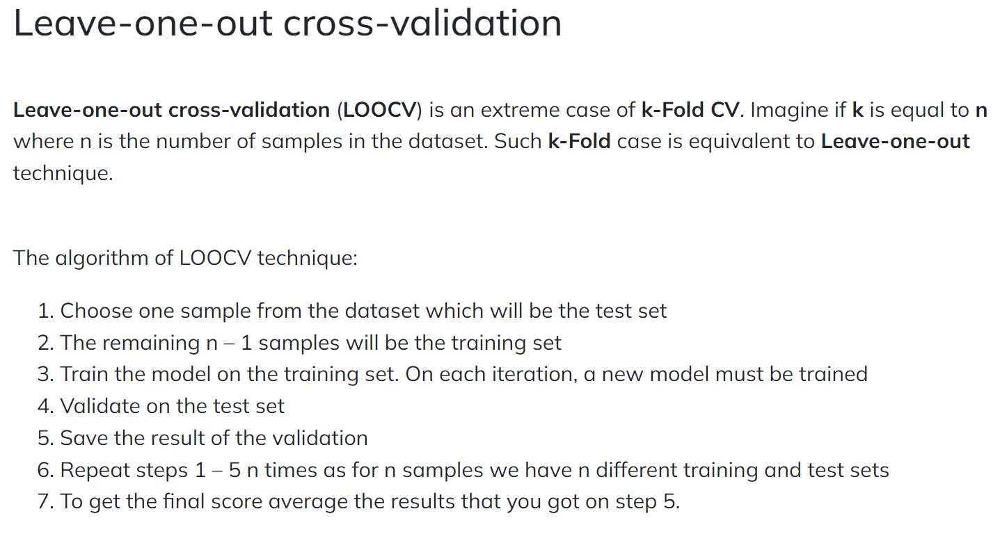 Leave-one-out cross-validation
Leave-one-out cross-validation (LOOCV) is an extreme case of k-Fold CV. Imagine if k is equal to n
where n is the number of samples in the dataset. Such k-Fold case is equivalent to Leave-one-out
technique.
The algorithm of LOOCV technique:
1. Choose one sample from the dataset which will be the test set
2. The remaining n – 1 samples will be the training set
3. Train the model on the training set. On each iteration, a new model must be trained
4. Validate on the test set
5. Save the result of the validation
6. Repeat steps 1 – 5 n times as for n samples we have n different training and test sets
7. To get the final score average the results that you got on step 5.